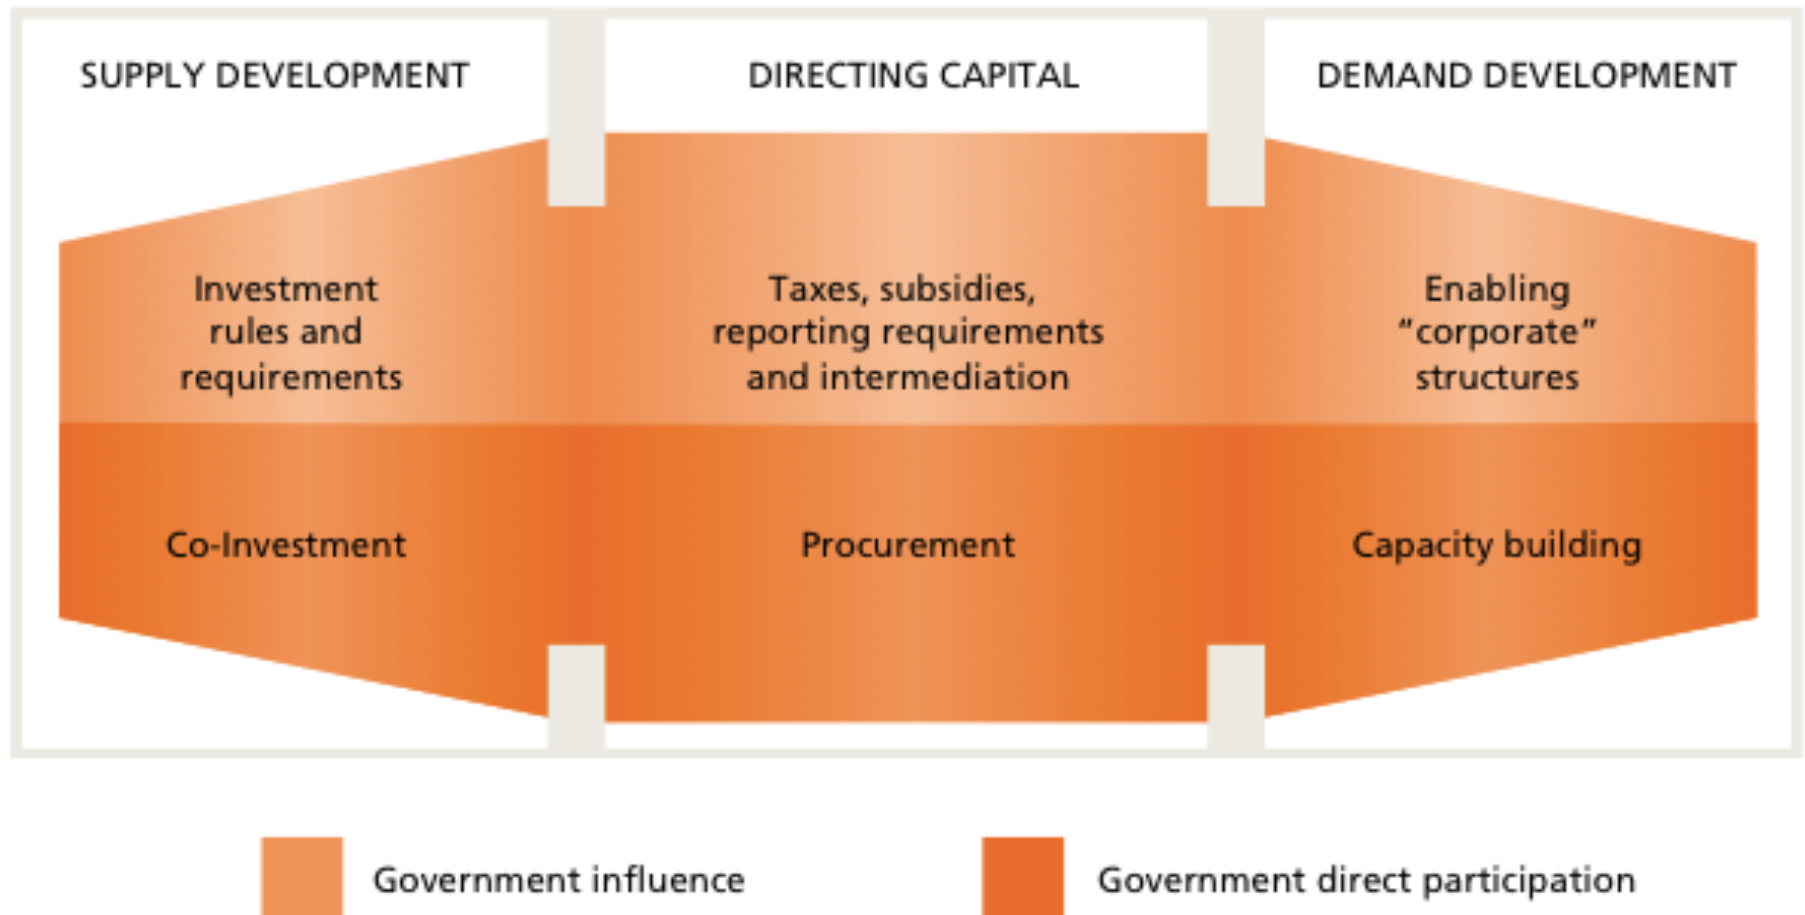 SUPPLY DEVELOPMENT
DIRECTING CAPITAL
DEMAND DEVELOPMENT
Investment
rules and
requirements
Taxes, subsidies,
reporting requirements
and intermediation
Enabling
“corporate”
structures
Co-Investment
Procurement
Capacity building
Government influence
Government direct participation